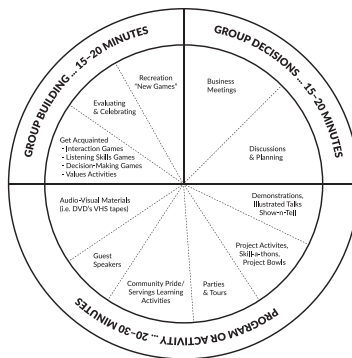 GROUP BUILDING ... 15–20 MINUTES
GROUP DECISIONS ... 15–20 MINUTES
Recreation
"New Games"
Business
Meetings
Evaluating
& Celebrating
Get Acquainted
- Interaction Games
- Listening Skills Games
- Decision-Making Games
- Values Activities
Discussions
& Planning
Audio-Visual Materials
(i.e. DVD's VHS tapes)
Demonstrations,
Illustrated Talks
Show-n-Tell
Guest
Speakers
Project Activites,
Skill-a-thons,
Project Bowls
Community Pride/
Servings Learning
Activities
Parties
& Tours
PROGRAM OR ACTIVITY ... 20–30 MINUTES